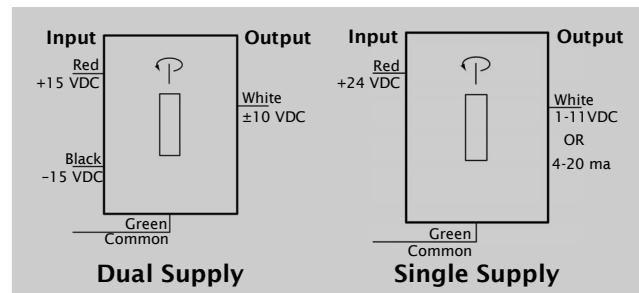 Input Output
Red
+15 VDC
White
±10 VDC
Black
-15 VDC
Green
Common
Dual Supply
Input Output
Red
+24 VDC
White
1-11VDC
OR
4-20 ma
Green
Common
Single Supply